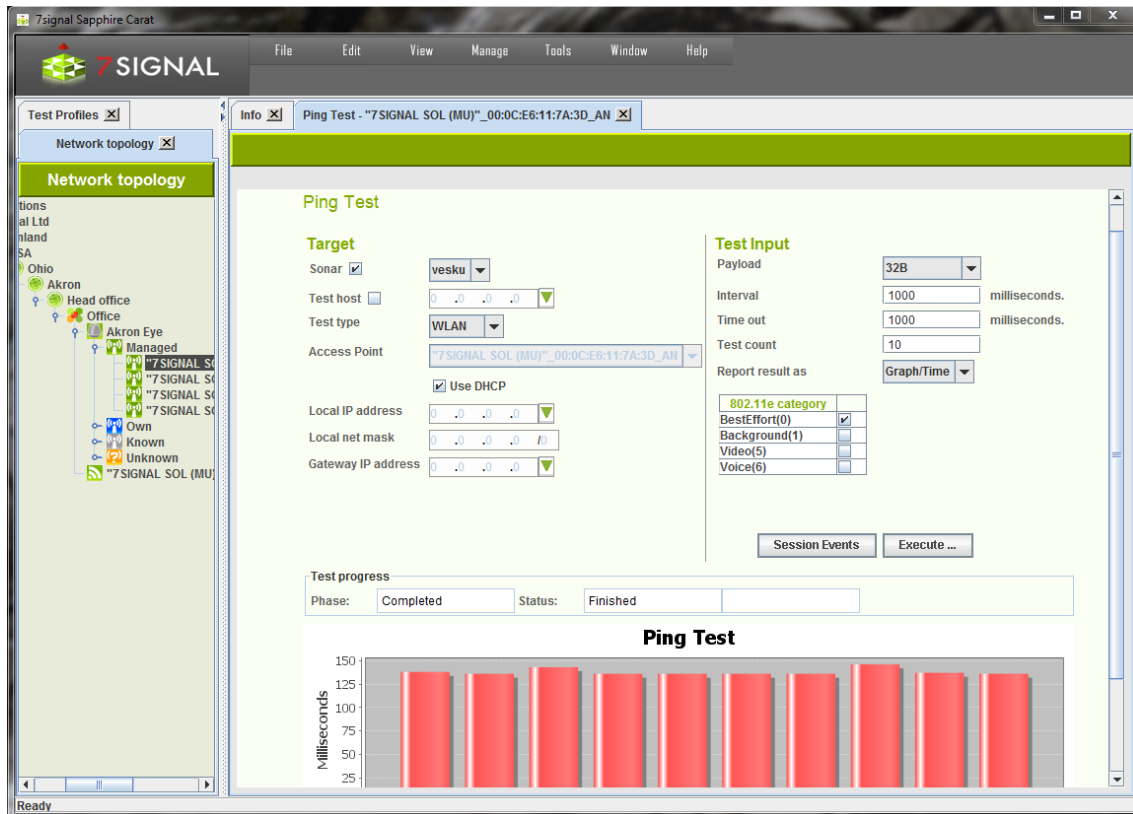 7signal Sapphire Carat
7SIGNAL
File Edit View Manage Tools Window Help
Test Profiles
Network topology
Info
Ping Test - "7SIGNAL SOL (MU)"_00:0C:E6:11:7A:3D_AN
Network topology
tions
al Ltd
nland
SA
Ohio
Akron
Head office
Office
Akron Eye
Managed
"7SIGNAL SO
"7SIGNAL SO
"7SIGNAL SO
"7SIGNAL SO
Own
Known
Unknown
"7SIGNAL SOL (MU)
Ping Test
Target
Sonar vesku
Test host 0 .0 .0 .0
Test type WLAN
Access Point "7SIGNAL SOL (MU)"_00:0C:E6:11:7A:3D_AN
Use DHCP
Local IP address 0 .0 .0 .0
Local net mask 0 .0 .0 .0 /0
Gateway IP address 0 .0 .0 .0
Test Input
Payload 32B
Interval 1000 milliseconds.
Time out 1000 milliseconds.
Test count 10
Report result as Graph/Time
802.11e category
BestEffort(0)
Background(1)
Video(5)
Voice(6)
Session Events Execute ...
Test progress
Phase: Completed Status: Finished
Ping Test
Milliseconds
150
125
100
75
50
25
Ready